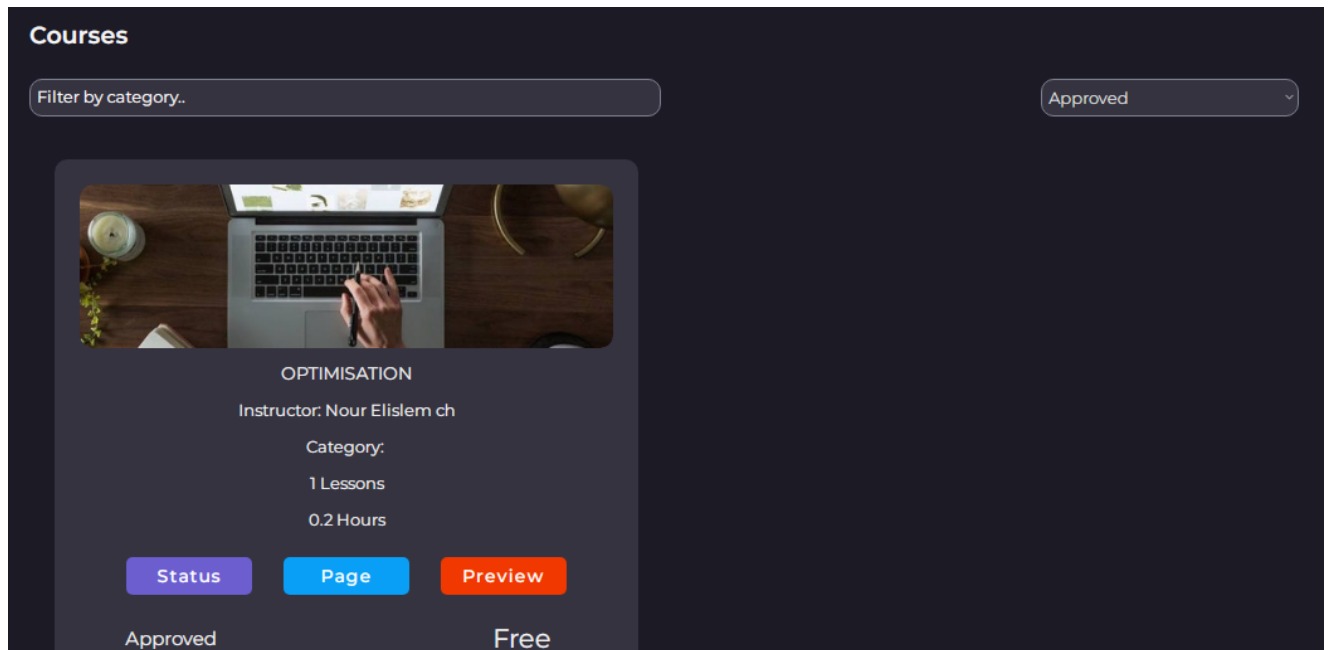 Courses
Filter by category..
Approved
OPTIMISATION
Instructor: Nour Elislem ch
Category:
1 Lessons
0.2 Hours
Status Page Preview
Approved Free